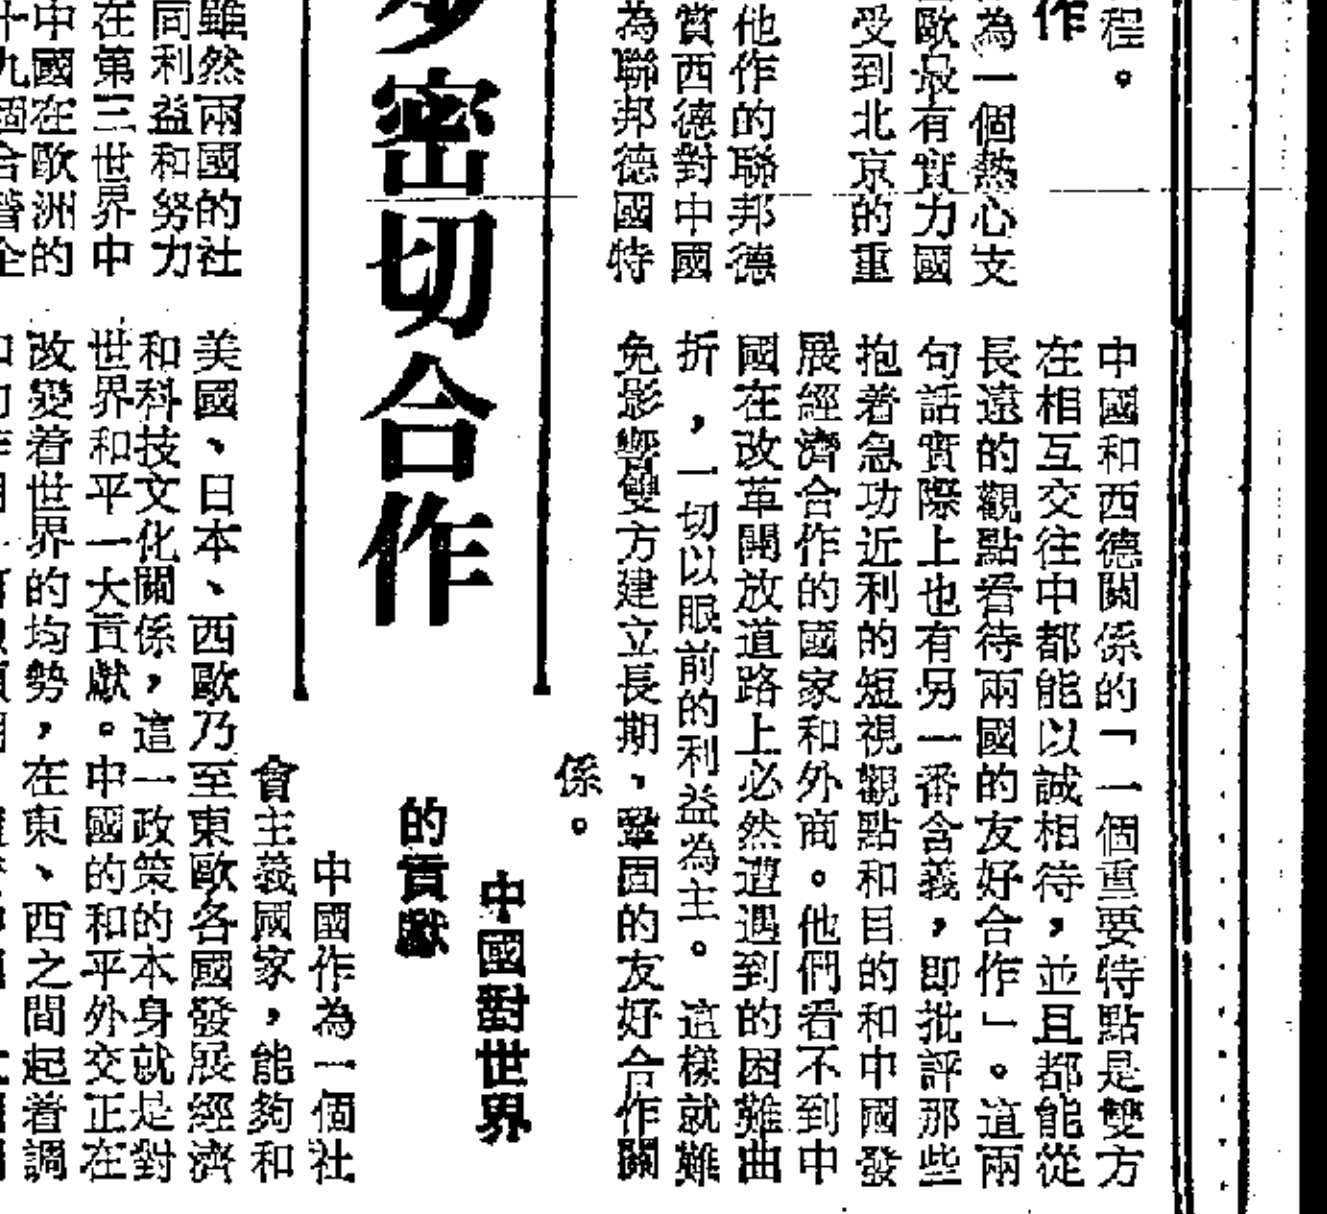 程。
作
為一個熱心支
歐最有實力國
受到北京的重
他作的聯邦德
賞西德對中國
為聯邦德國特
中國和西德關係的「一個重要特點是雙方
在相互交往中都能以誠相待，並且都能從
長遠的觀點看待兩國的友好合作」。這兩
句話實際上也有另一番含義，即批評那些
抱着急功近利的短視觀點和目的和中國發
展經濟合作的國家和外商。他們看不到中
國在改革開放道路上必然遭遇到的困難曲
折，一切以眼前的利益為主。這樣就難
免影響雙方建立長期、鞏固的友好合作關
係。
密切合作
中國對世界
的貢獻
雖然兩國的社
同利益和努力
在第三世界中
中國在歐洲的
十九個合營企
中國作為一個社
會主義國家，能夠和
美國、日本、西歐乃至東歐各國發展經濟
和科技文化關係，這一政策的本身就是對
世界和平一大貢獻。中國的和平外交正在
改變着世界的均勢，在東、西之間起着調